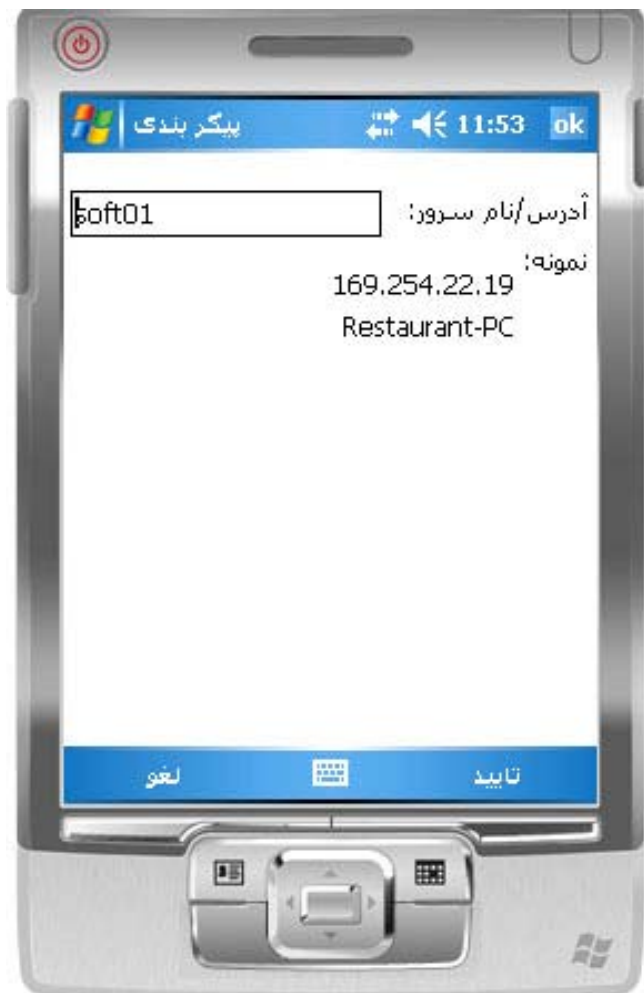 پیکر بندی 11:53 ok
آدرس/نام سرور: soft01
نمونه: 169.254.22.19
Restaurant-PC
تایید لغو